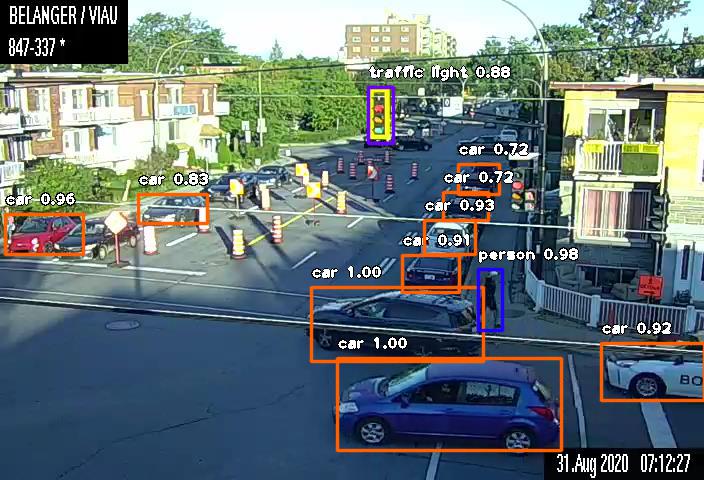 BELANGER / VIAU
847-337 *
traffic light 0.88
car 0.72
car 0.72
car 0.83
car 0.96
car 0.93
car 0.91
person 0.98
car 1.00
car 0.92
car 1.00
BO
31.Aug 2020 07:12:27